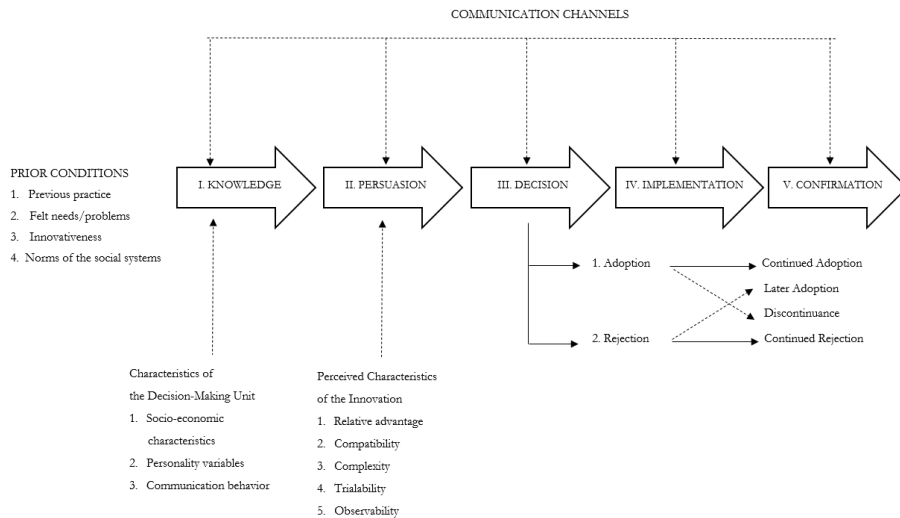 COMMUNICATION CHANNELS
PRIOR CONDITIONS
1. Previous practice
2. Felt needs/problems
3. Innovativeness
4. Norms of the social systems
I. KNOWLEDGE
II. PERSUASION
III. DECISION
IV. IMPLEMENTATION
V. CONFIRMATION
1. Adoption
2. Rejection
Continued Adoption
Later Adoption
Discontinuance
Continued Rejection
Characteristics of
the Decision-Making Unit
1. Socio-economic
characteristics
2. Personality variables
3. Communication behavior
Perceived Characteristics
of the Innovation
1. Relative advantage
2. Compatibility
3. Complexity
4. Trialability
5. Observability